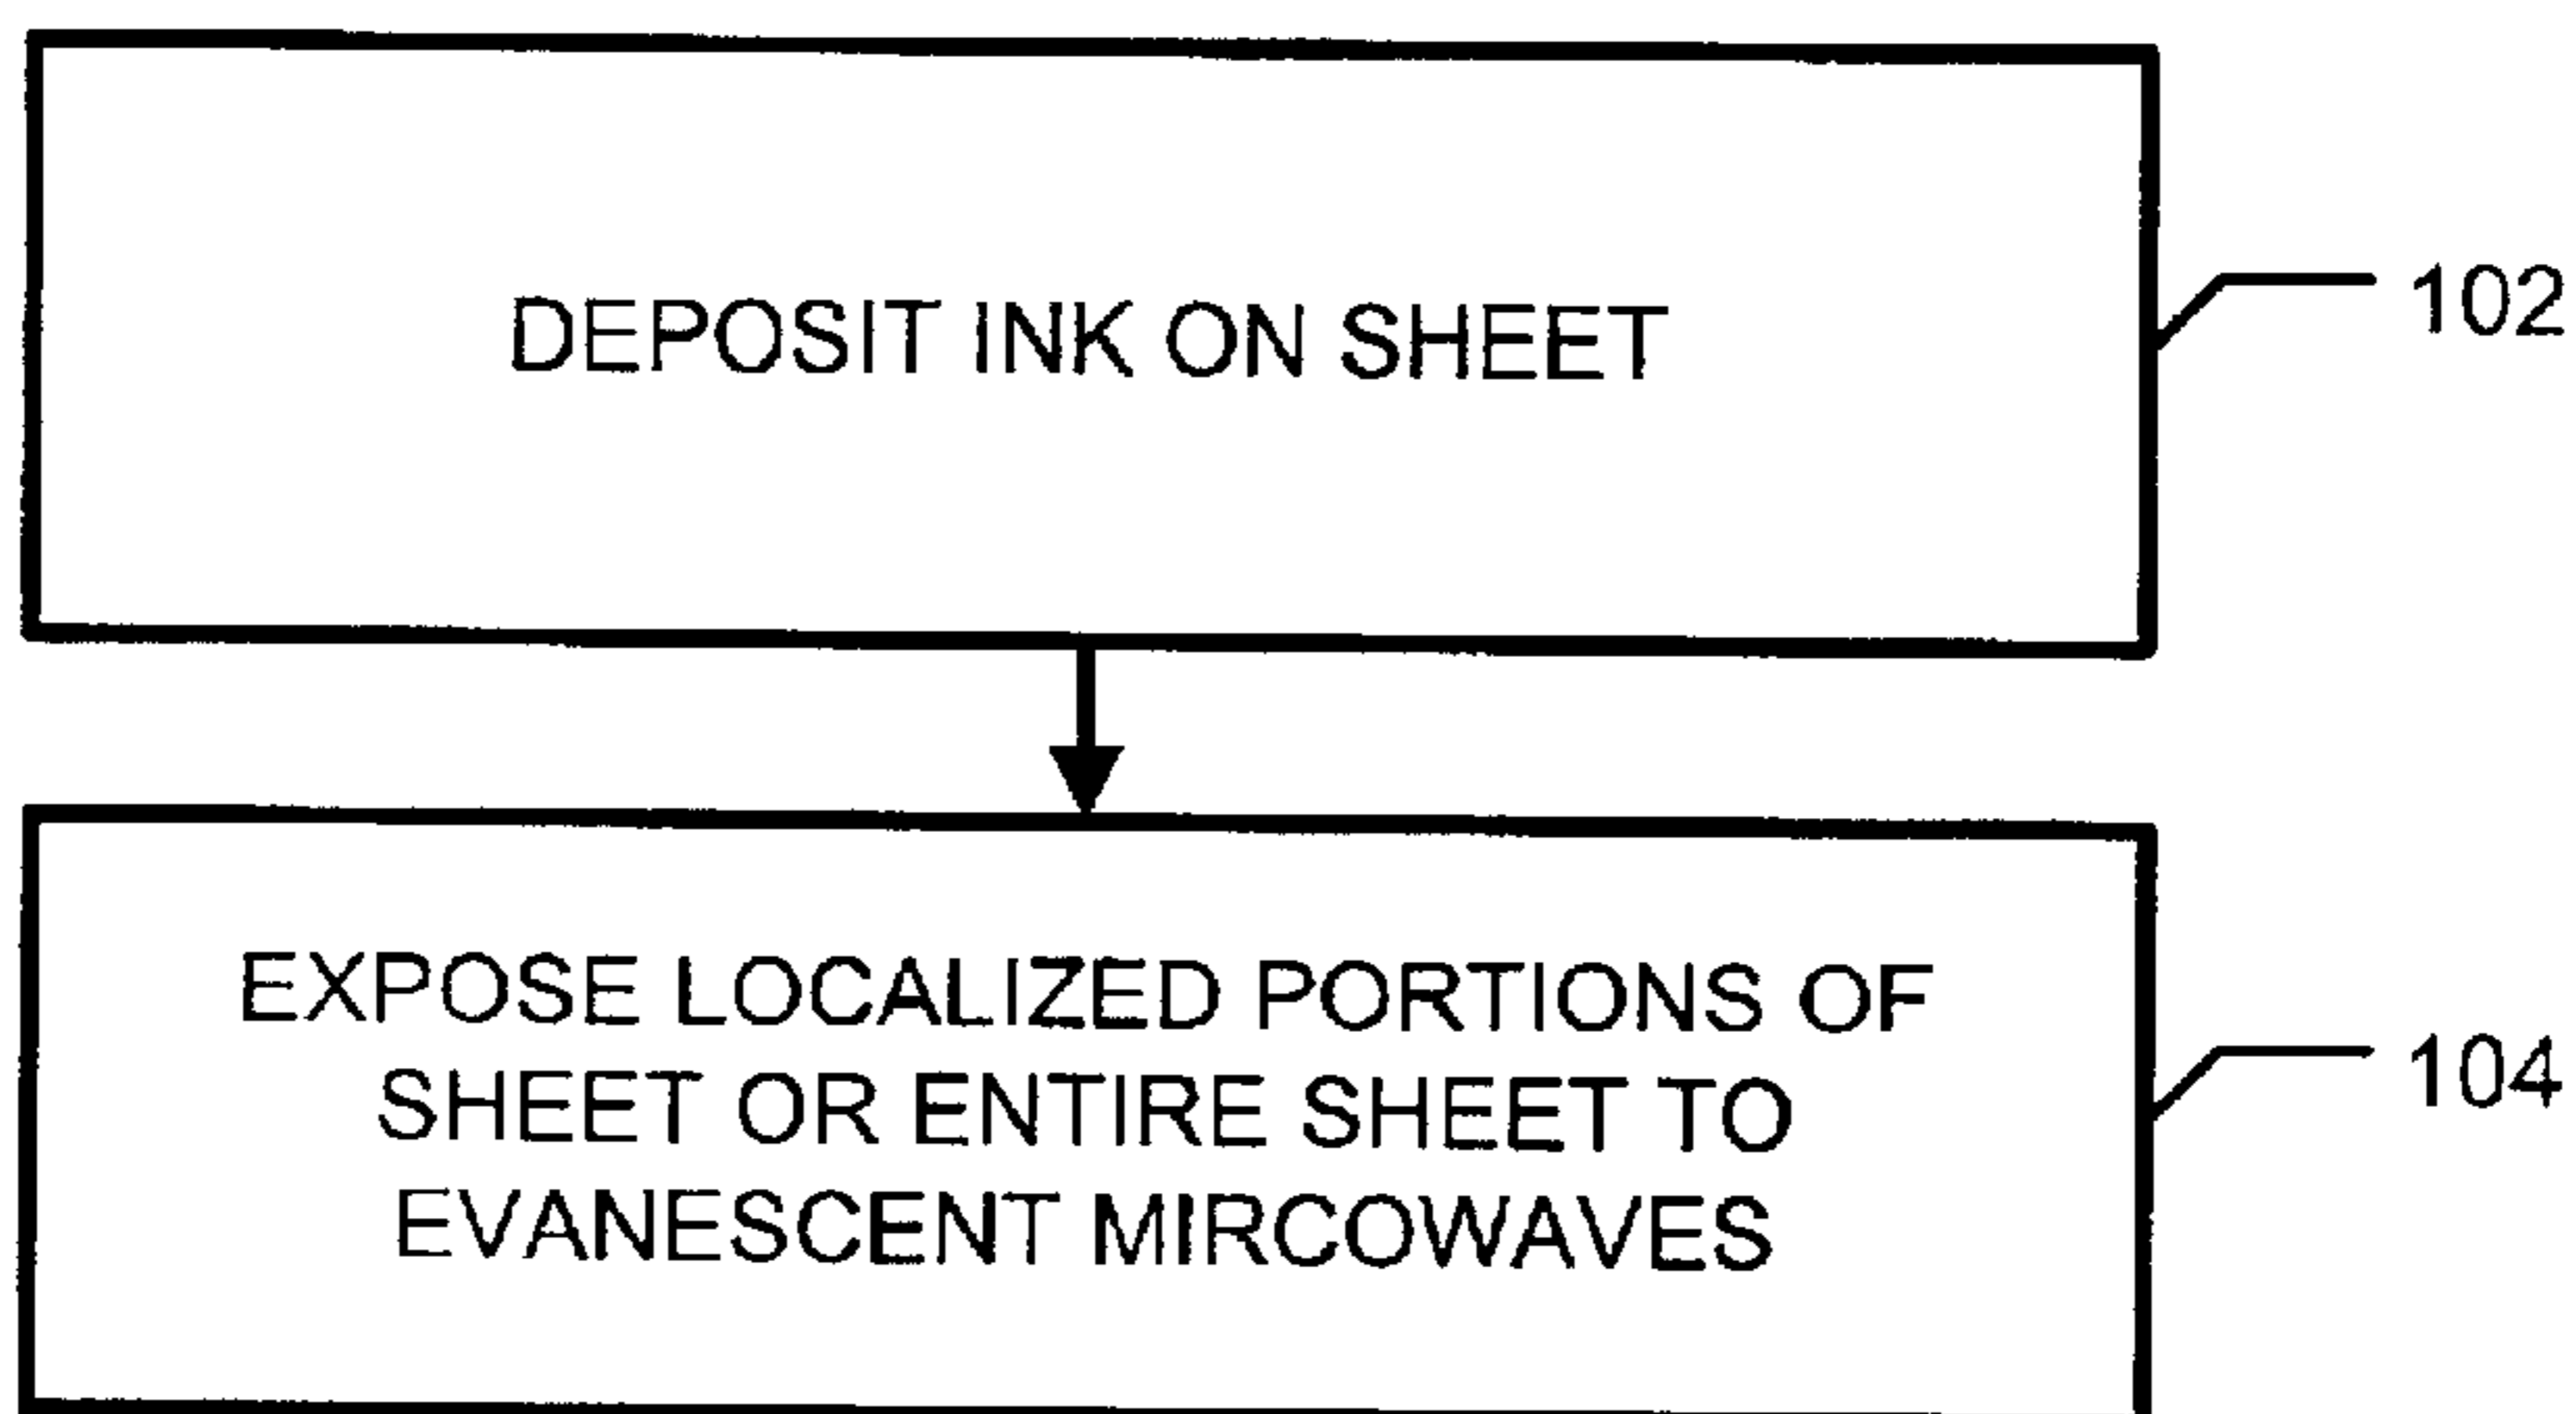 DEPOSIT INK ON SHEET
102
EXPOSE LOCALIZED PORTIONS OF
SHEET OR ENTIRE SHEET TO
EVANESCENT MIRCOWAVES
104